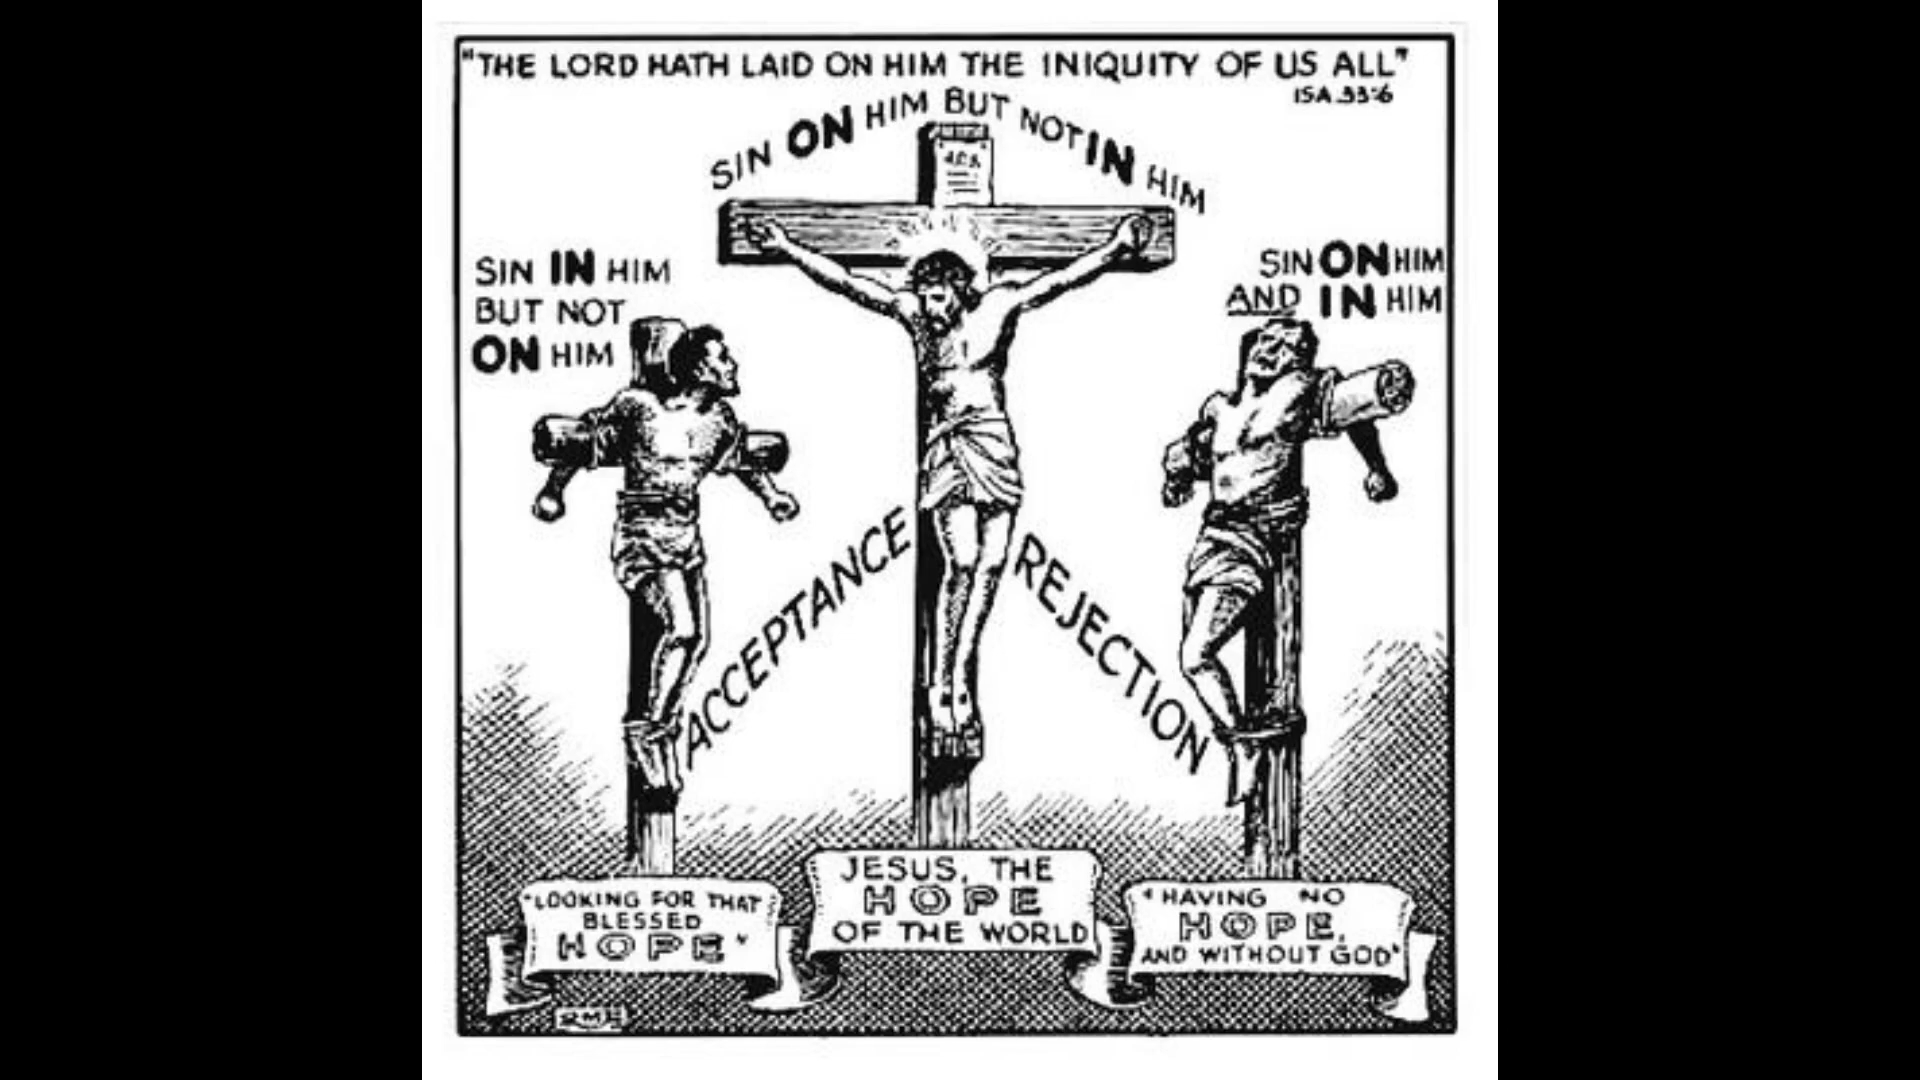 "THE LORD HATH LAID ON HIM THE INIQUITY OF US ALL"
ISA.53:6
SIN ON HIM BUT NOT IN HIM
SIN IN HIM
BUT NOT
ON HIM
SIN ON HIM
AND IN HIM
ACCEPTANCE
REJECTION
"LOOKING FOR THAT
BLESSED
HOPE"
JESUS, THE
HOPE
OF THE WORLD
"HAVING NO
HOPE,
AND WITHOUT GOD"